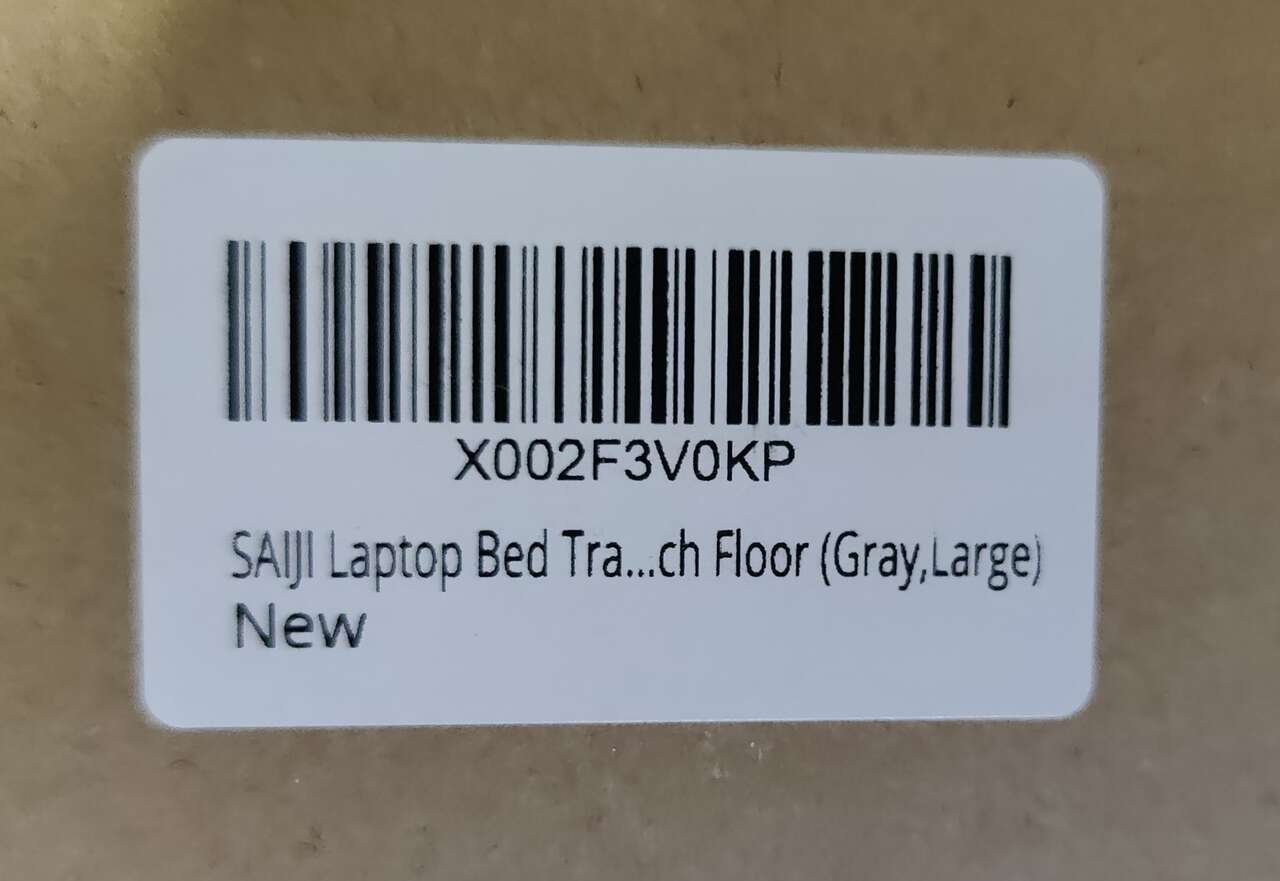 X002F3V0KP
SAIJI Laptop Bed Tra...ch Floor (Gray,Large)
New